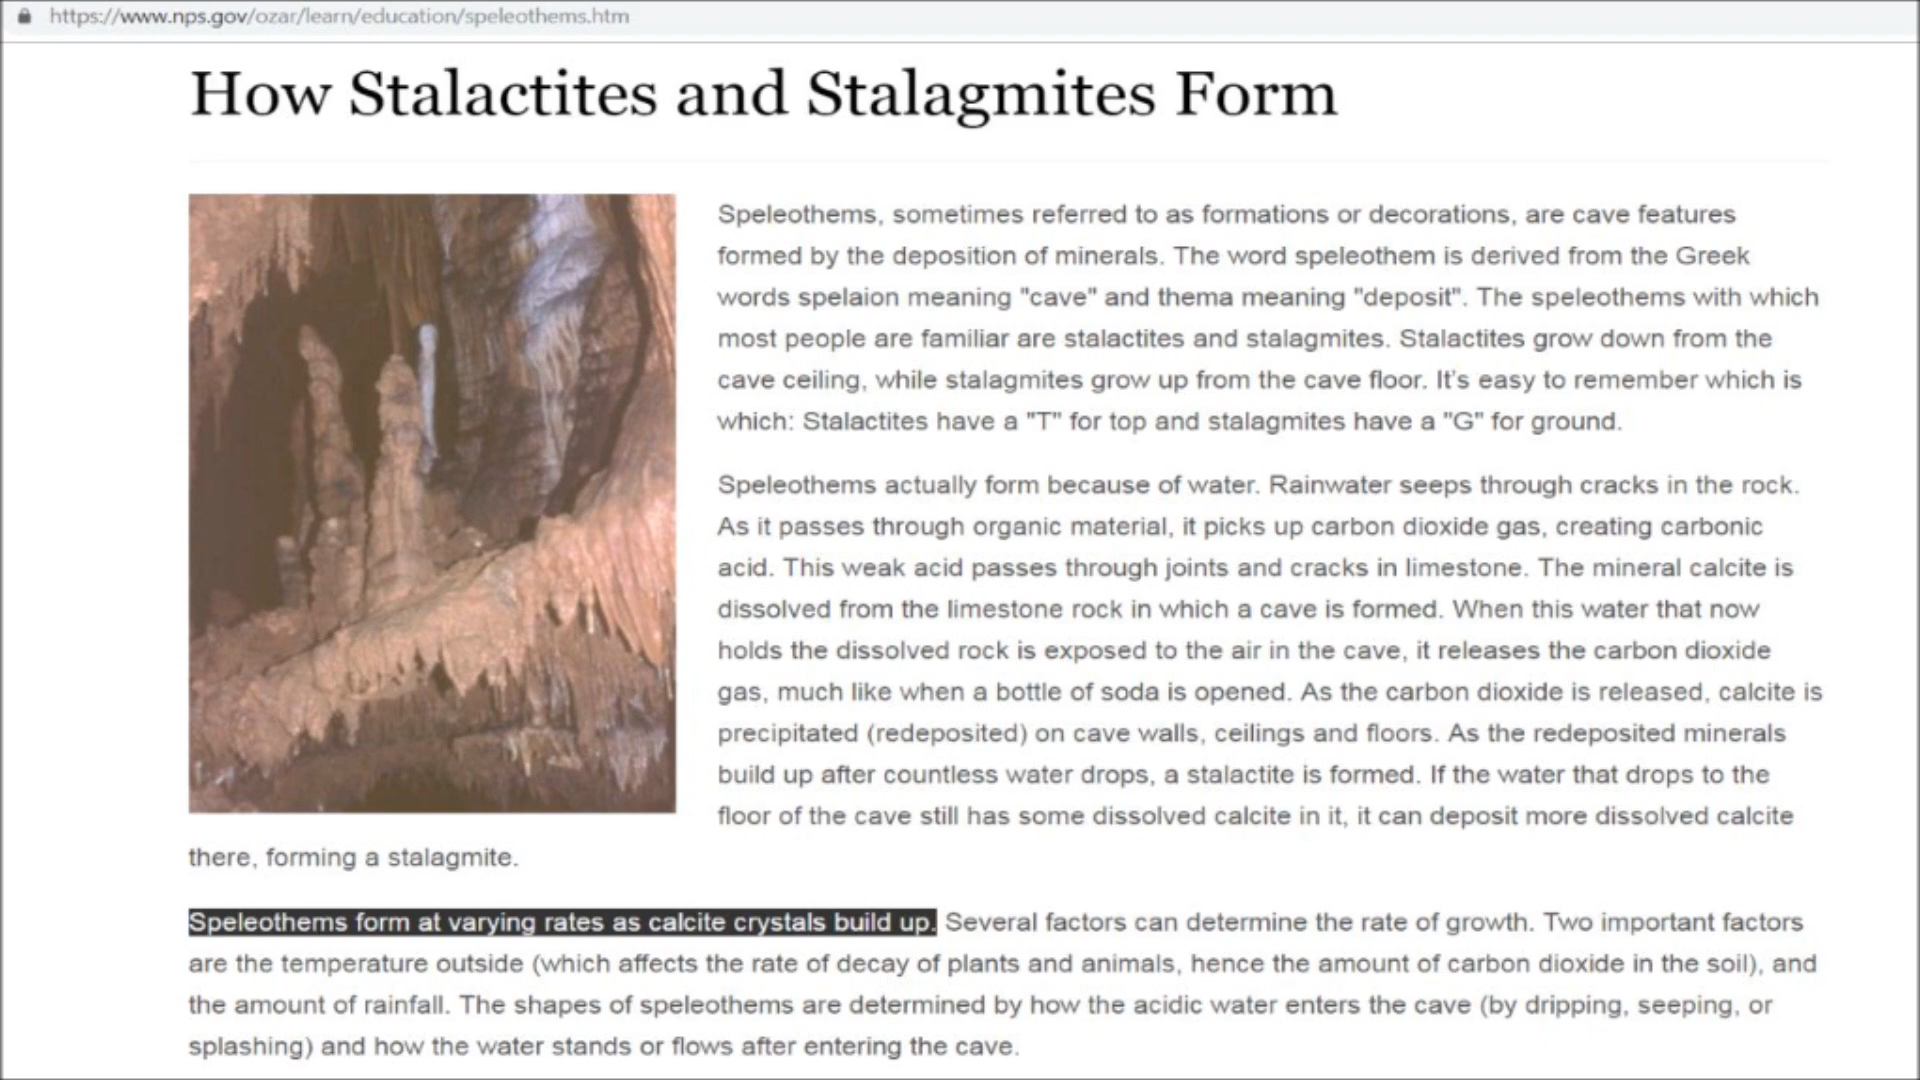 https://www.nps.gov/ozar/learn/education/speleothems.htm
How Stalactites and Stalagmites Form
Speleothems, sometimes referred to as formations or decorations, are cave features
formed by the deposition of minerals. The word speleothem is derived from the Greek
words spelaion meaning "cave" and thema meaning "deposit". The speleothems with which
most people are familiar are stalactites and stalagmites. Stalactites grow down from the
cave ceiling, while stalagmites grow up from the cave floor. It's easy to remember which is
which: Stalactites have a "T" for top and stalagmites have a "G" for ground.
Speleothems actually form because of water. Rainwater seeps through cracks in the rock.
As it passes through organic material, it picks up carbon dioxide gas, creating carbonic
acid. This weak acid passes through joints and cracks in limestone. The mineral calcite is
dissolved from the limestone rock in which a cave is formed. When this water that now
holds the dissolved rock is exposed to the air in the cave, it releases the carbon dioxide
gas, much like when a bottle of soda is opened. As the carbon dioxide is released, calcite is
precipitated (redeposited) on cave walls, ceilings and floors. As the redeposited minerals
build up after countless water drops, a stalactite is formed. If the water that drops to the
floor of the cave still has some dissolved calcite in it, it can deposit more dissolved calcite
there, forming a stalagmite.
Speleothems form at varying rates as calcite crystals build up. Several factors can determine the rate of growth. Two important factors
are the temperature outside (which affects the rate of decay of plants and animals, hence the amount of carbon dioxide in the soil), and
the amount of rainfall. The shapes of speleothems are determined by how the acidic water enters the cave (by dripping, seeping, or
splashing) and how the water stands or flows after entering the cave.